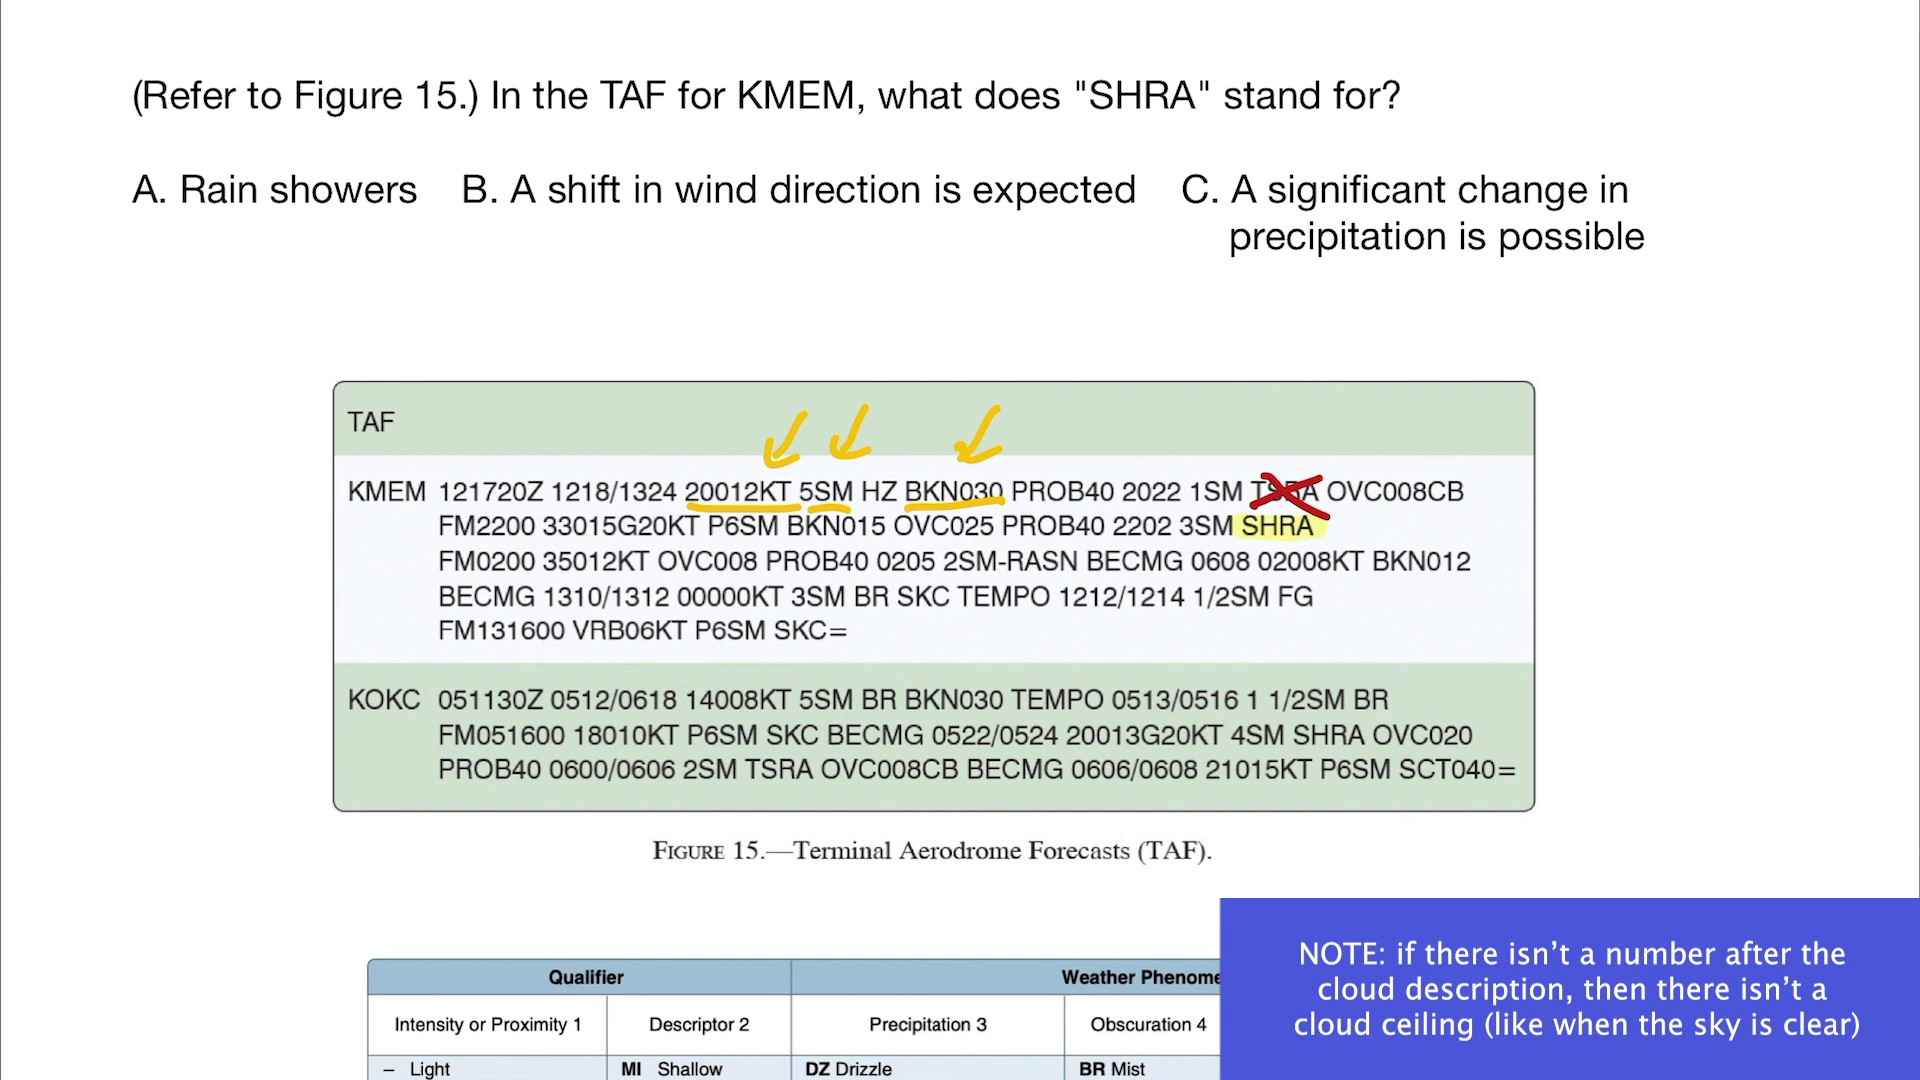 (Refer to Figure 15.) In the TAF for KMEM, what does "SHRA" stand for?
A. Rain showers B. A shift in wind direction is expected C. A significant change in
precipitation is possible
TAF
KMEM 121720Z 1218/1324 20012KT 5SM HZ BKN030 PROB40 2022 1SM TSRA OVC008CB
FM2200 33015G20KT P6SM BKN015 OVC025 PROB40 2202 3SM SHRA
FM0200 35012KT OVC008 PROB40 0205 2SM-RASN BECMG 0608 02008KT BKN012
BECMG 1310/1312 00000KT 3SM BR SKC TEMPO 1212/1214 1/2SM FG
FM131600 VRB06KT P6SM SKC=
KOKC 051130Z 0512/0618 14008KT 5SM BR BKN030 TEMPO 0513/0516 1 1/2SM BR
FM051600 18010KT P6SM SKC BECMG 0522/0524 20013G20KT 4SM SHRA OVC020
PROB40 0600/0606 2SM TSRA OVC008CB BECMG 0606/0608 21015KT P6SM SCT040=
FIGURE 15.—Terminal Aerodrome Forecasts (TAF).
Qualifier Weather Phenome
Intensity or Proximity 1 Descriptor 2 Precipitation 3 Obscuration 4
– Light MI Shallow DZ Drizzle BR Mist
NOTE: if there isn't a number after the
cloud description, then there isn't a
cloud ceiling (like when the sky is clear)